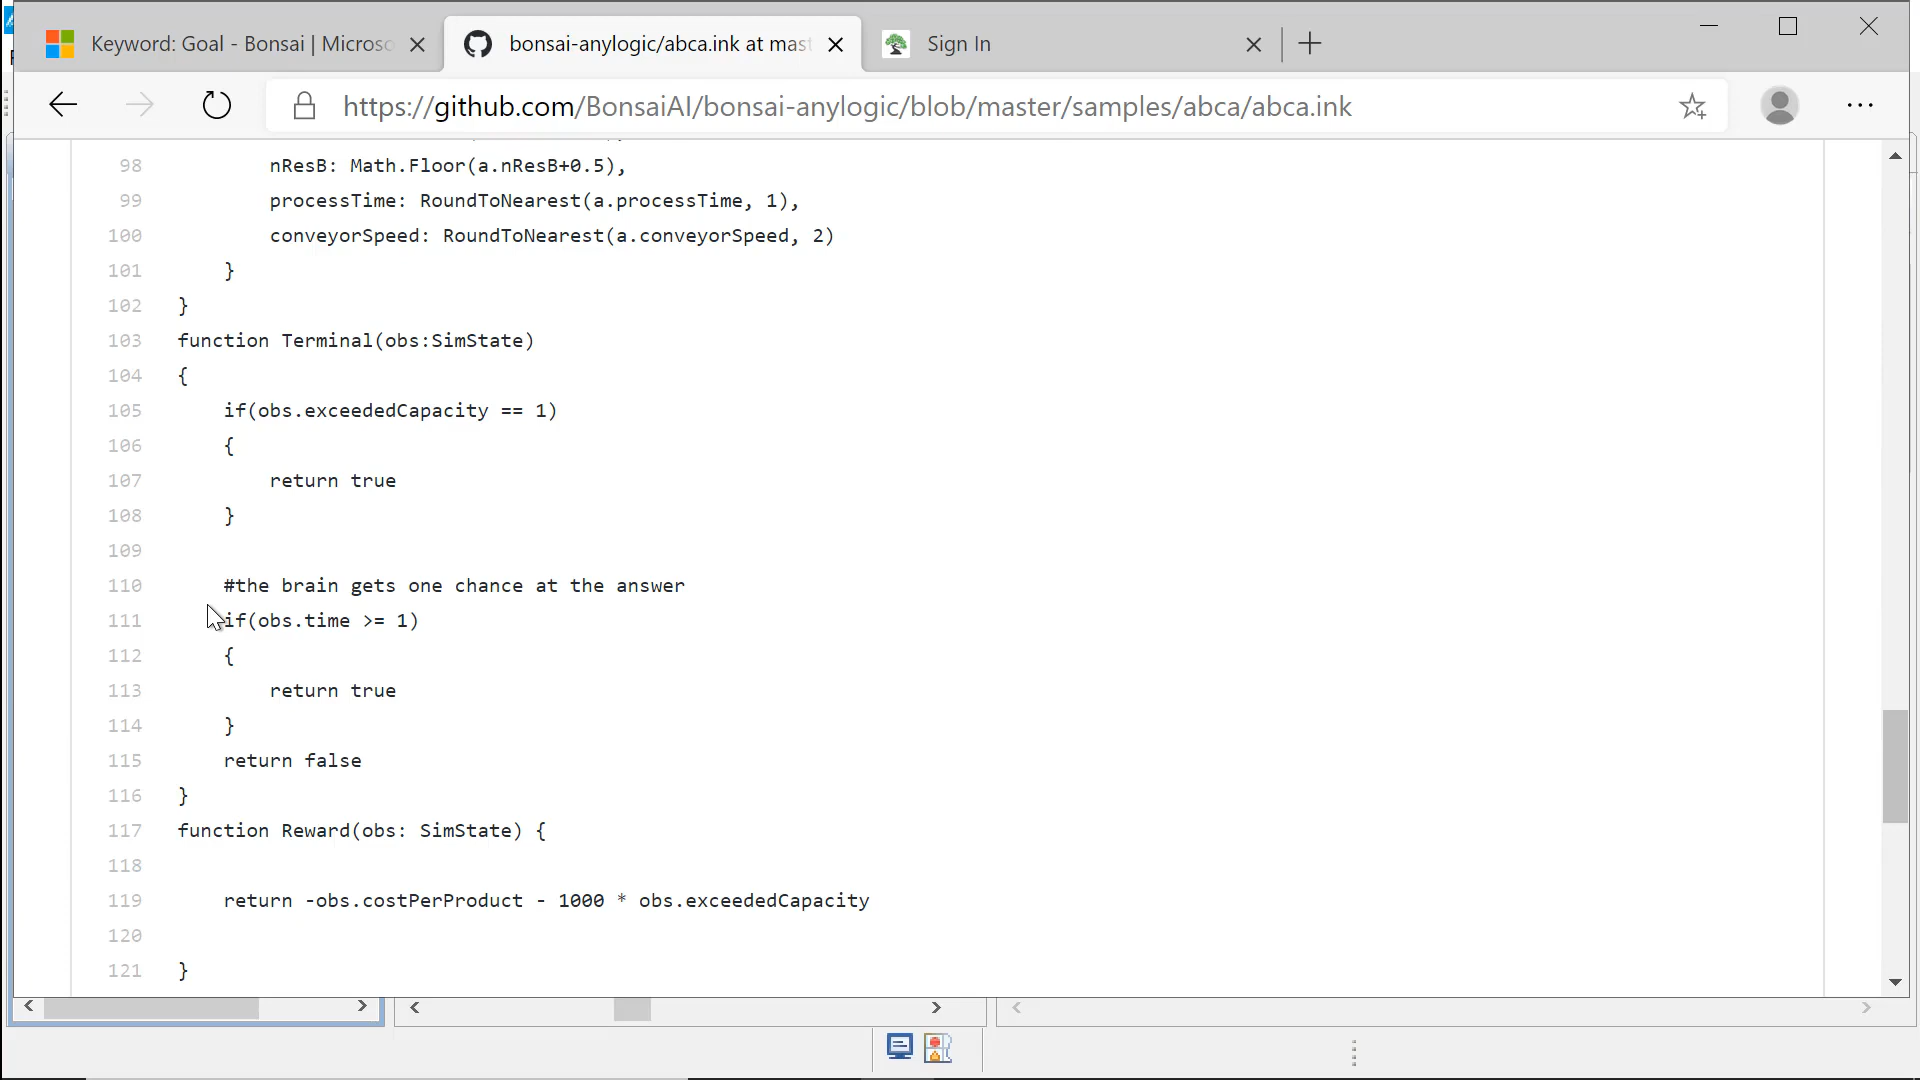 Keyword: Goal - Bonsai | Microso
bonsai-anylogic/abca.ink at mast
Sign In
https://github.com/BonsaiAI/bonsai-anylogic/blob/master/samples/abca/abca.ink
98 nResB: Math.Floor(a.nResB+0.5),
99 processTime: RoundToNearest(a.processTime, 1),
100 conveyorSpeed: RoundToNearest(a.conveyorSpeed, 2)
101 }
102 }
103 function Terminal(obs:SimState)
104 {
105 if(obs.exceededCapacity == 1)
106 {
107 return true
108 }
109
110 #the brain gets one chance at the answer
111 if(obs.time >= 1)
112 {
113 return true
114 }
115 return false
116 }
117 function Reward(obs: SimState) {
118
119 return -obs.costPerProduct - 1000 * obs.exceededCapacity
120
121 }